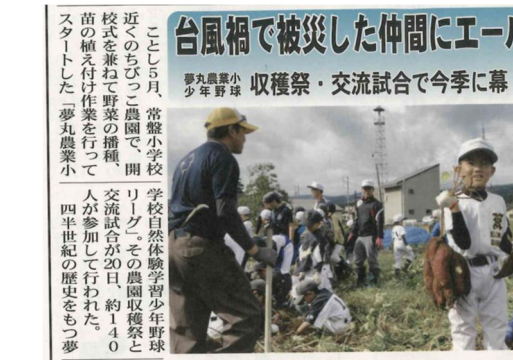 台風禍で被災した仲間にエール
夢丸農業小
少年野球
収穫祭・交流試合で今季に幕
ことし5月、常盤小学校
近くのちびっこ農園で、開
校式を兼ねて野菜の播種、
苗の植え付け作業を行って
スタートした「夢丸農業小
学校自然体験学習少年野球
リーグ」。その農園収穫祭と
交流試合が20日、約140
人が参加して行われた。
四半世紀の歴史をもつ夢